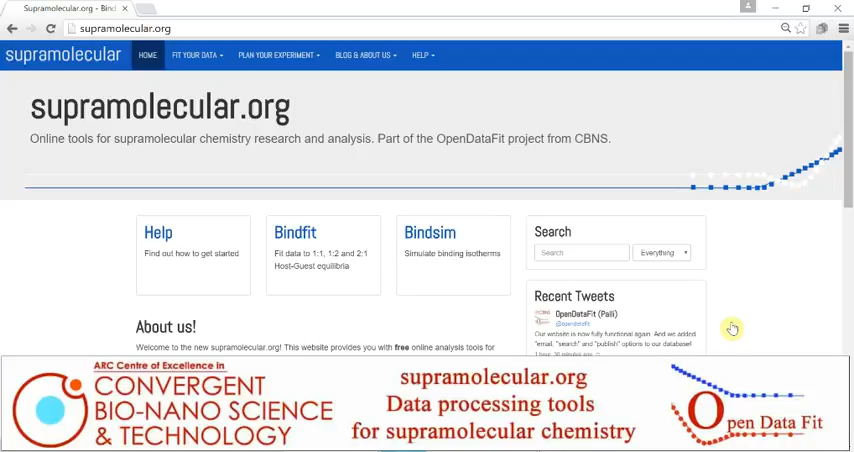 Supramolecular.org - Bind
supramolecular.org
supramolecular
HOME
FIT YOUR DATA
PLAN YOUR EXPERIMENT
BLOG & ABOUT US
HELP
supramolecular.org
Online tools for supramolecular chemistry research and analysis. Part of the OpenDataFit project from CBNS.
Help
Find out how to get started
Bindfit
Fit data to 1:1, 1:2 and 2:1
Host-Guest equilibria
Bindsim
Simulate binding isotherms
Search
Search
Everything
Recent Tweets
OpenDataFit (Palli)
@opendatafit
Our website is now fully functional again. And we added
"email, "search" and "publish" options to our database!
About us!
Welcome to the new supramolecular.org! This website provides you with free online analysis tools for
ARC Centre of Excellence in
CONVERGENT
BIO-NANO SCIENCE
& TECHNOLOGY
supramolecular.org
Data processing tools
for supramolecular chemistry
Open Data Fit